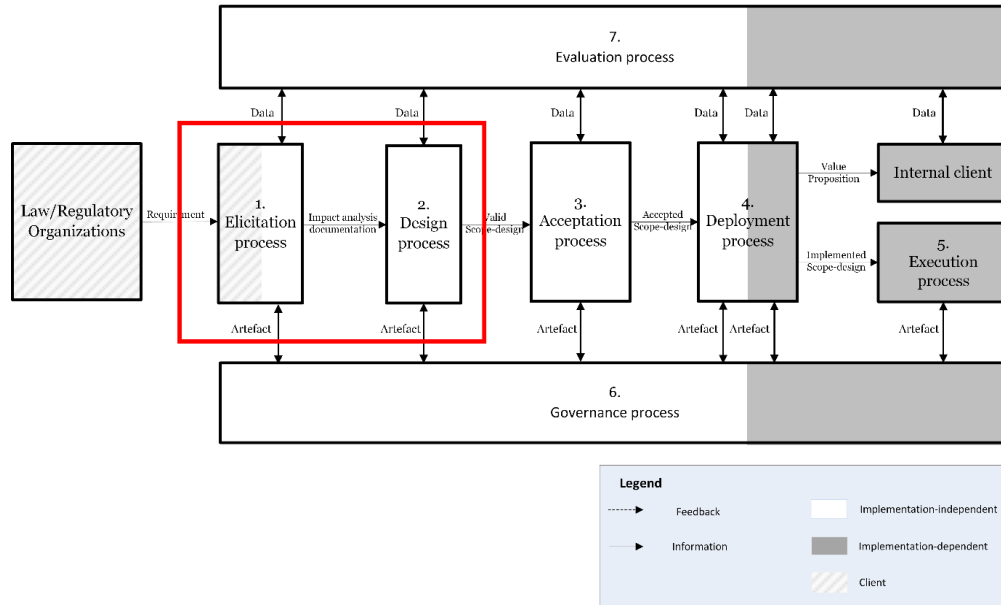 7.
Evaluation process
Data
Data
Data
Data
Data
Data
Law/Regulatory
Organizations
Requirement
1.
Elicitation
process
Impact analysis
documentation
2.
Design
process
Valid
Scope-design
3.
Acceptation
process
Accepted
Scope-design
4.
Deployment
process
Value
Proposition
Internal client
Implemented
Scope-design
5.
Execution
process
Artefact
Artefact
Artefact
Artefact
Artefact
Artefact
6.
Governance process
Legend
Feedback
Information
Implementation-independent
Implementation-dependent
Client